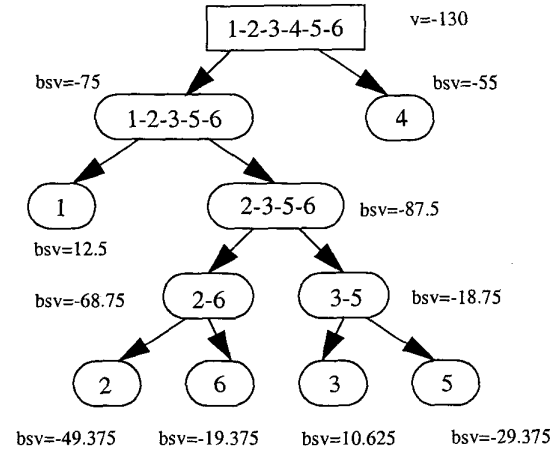 1-2-3-4-5-6
v=-130
bsv=-75
bsv=-55
1-2-3-5-6
4
1
2-3-5-6
bsv=-87.5
bsv=12.5
bsv=-68.75
2-6
3-5
bsv=-18.75
2
6
3
5
bsv=-49.375
bsv=-19.375
bsv=10.625
bsv=-29.375